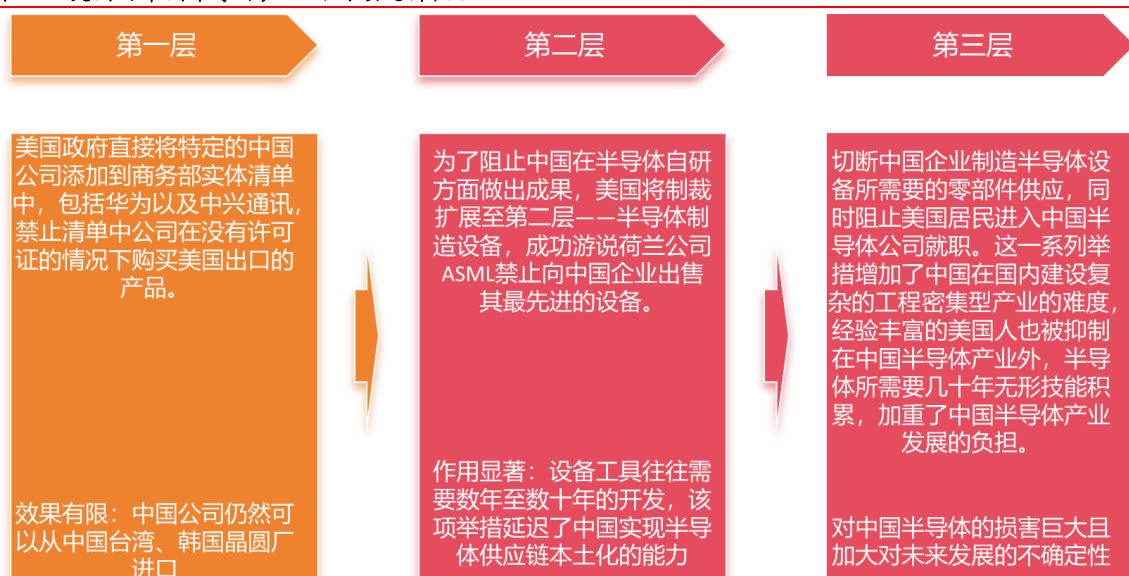 第一层
美国政府直接将特定的中国
公司添加到商务部实体清单
中，包括华为以及中兴通讯，
禁止清单中公司在没有许可
证的情况下购买美国出口的
产品。
效果有限：中国公司仍然可
以从中国台湾、韩国晶圆厂
进口
第二层
为了阻止中国在半导体自研
方面做出成果，美国将制裁
扩展至第二层——半导体制
造设备，成功游说荷兰公司
ASML禁止向中国企业出售
其最先进的设备。
作用显著：设备工具往往需
要数年至数十年的开发，该
项举措延迟了中国实现半导
体供应链本土化的能力
第三层
切断中国企业制造半导体设
备所需要的零部件供应，同
时阻止美国居民进入中国半
导体公司就职。这一系列举
措增加了中国在国内建设复
杂的工程密集型产业的难度，
经验丰富的美国人也被抑制
在中国半导体产业外，半导
体所需要几十年无形技能积
累，加重了中国半导体产业
发展的负担。
对中国半导体的损害巨大且
加大对未来发展的不确定性